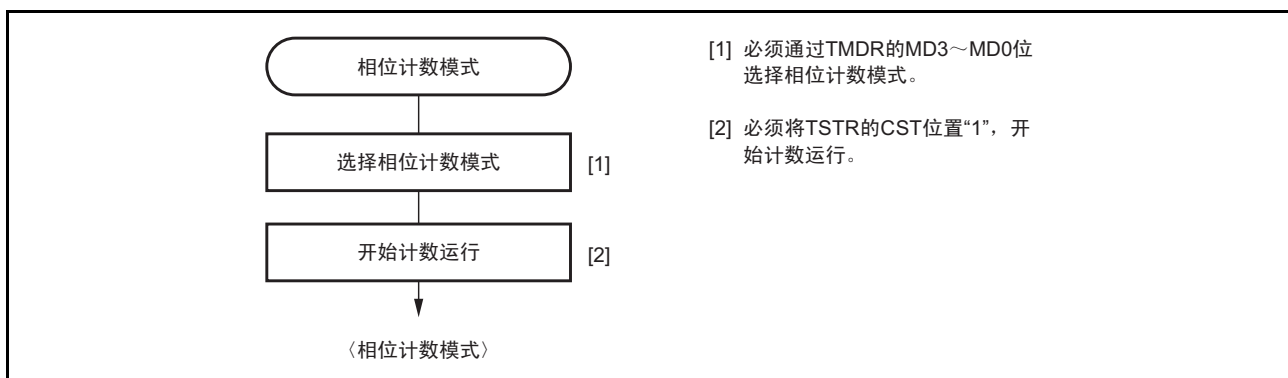 相位计数模式
选择相位计数模式 [1]
开始计数运行 [2]
〈相位计数模式〉
[1] 必须通过TMDR的MD3～MD0位
选择相位计数模式。
[2] 必须将TSTR的CST位置“1”，开
始计数运行。